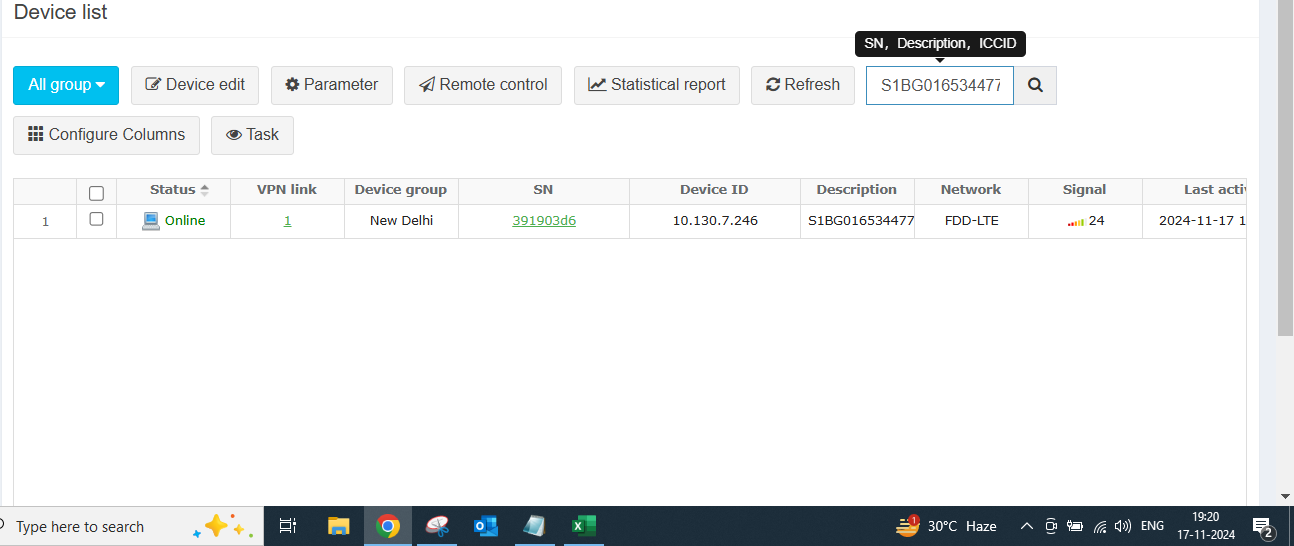 Device list
SN, Description, ICCID
All group Device edit Parameter Remote control Statistical report Refresh S1BG016534477
Configure Columns Task
Status VPN link Device group SN Device ID Description Network Signal Last activ
1 Online 1 New Delhi 391903d6 10.130.7.246 S1BG016534477 FDD-LTE 24 2024-11-17 1
Type here to search 1 30°C Haze ENG 19:20
17-11-2024 2